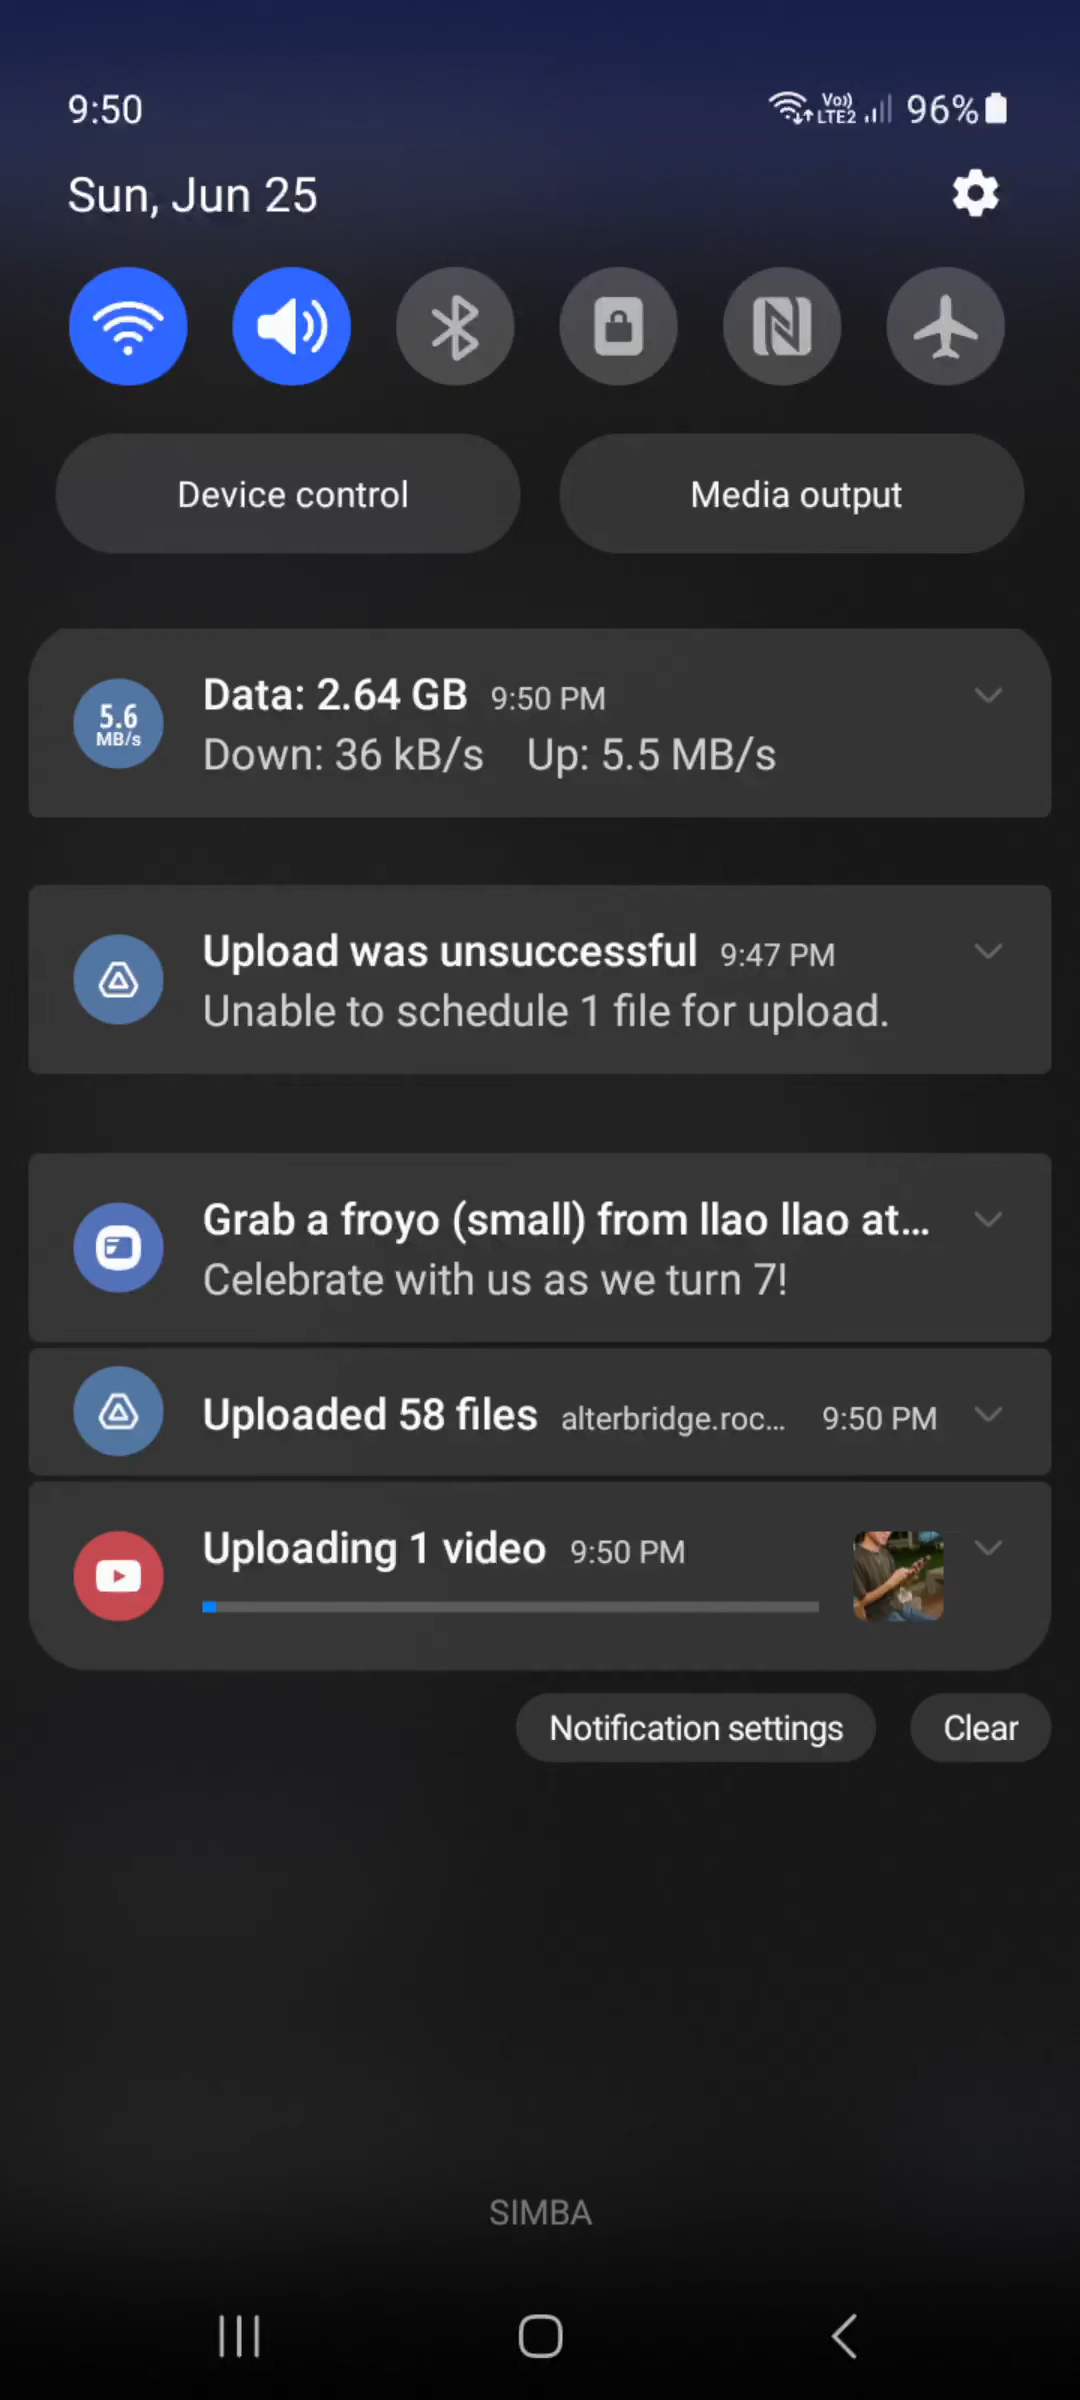 9:50
Vo))
LTE2
96%
Sun, Jun 25
Device control
Media output
5.6
MB/s
Data: 2.64 GB 9:50 PM
Down: 36 kB/s Up: 5.5 MB/s
Upload was unsuccessful 9:47 PM
Unable to schedule 1 file for upload.
Grab a froyo (small) from llao llao at...
Celebrate with us as we turn 7!
Uploaded 58 files alterbridge.roc... 9:50 PM
Uploading 1 video 9:50 PM
Notification settings
Clear
SIMBA